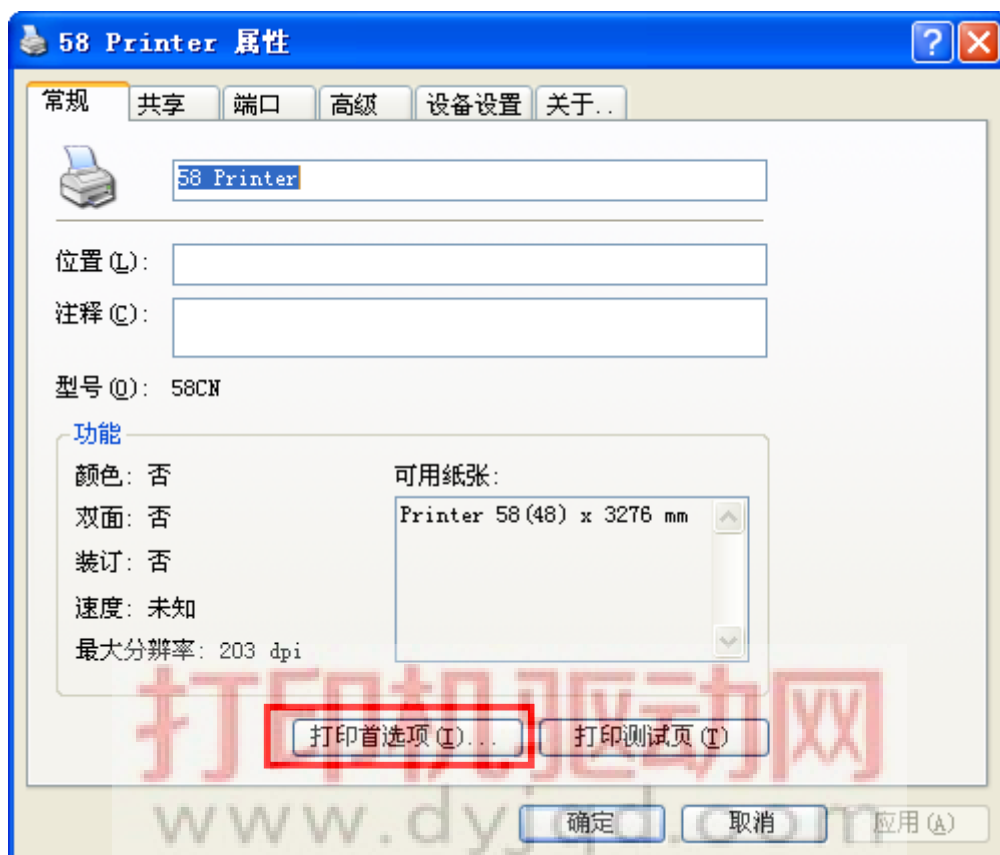 58 Printer 属性
常规 共享 端口 高级 设备设置 关于..
58 Printer
位置(L):
注释(C):
型号(O): 58CN
功能
颜色: 否 可用纸张:
双面: 否 Printer 58(48) x 3276 mm
装订: 否
速度: 未知
最大分辨率: 203 dpi
打印机驱动网
打印首选项(I)... 打印测试页(T)
www.dyjqd.com
确定 取消 应用(A)